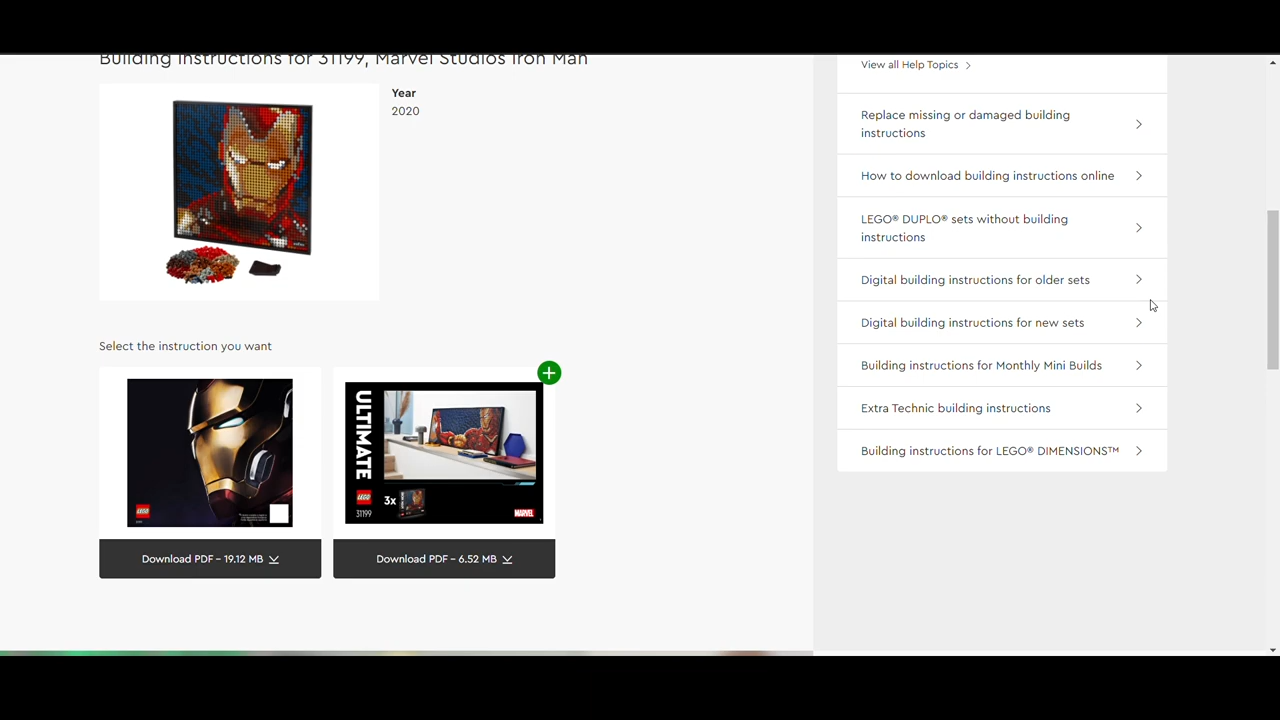 Building Instructions for 31199, Marvel Studios Iron Man
Year
2020
Select the instruction you want
LEGO
Download PDF – 19.12 MB
ULTIMATE
LEGO
3x
31199
MARVEL
Download PDF – 6.52 MB
View all Help Topics
Replace missing or damaged building
instructions
How to download building instructions online
LEGO® DUPLO® sets without building
instructions
Digital building instructions for older sets
Digital building instructions for new sets
Building instructions for Monthly Mini Builds
Extra Technic building instructions
Building instructions for LEGO® DIMENSIONS™